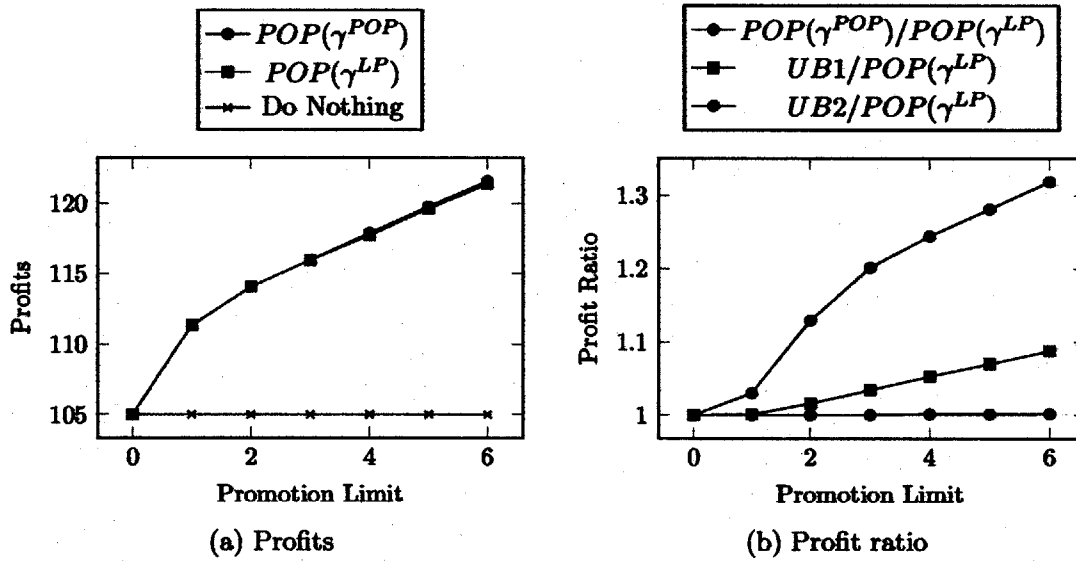 POP(γ^{POP})
POP(γ^{LP})
Do Nothing
POP(γ^{POP})/POP(γ^{LP})
UB1/POP(γ^{LP})
UB2/POP(γ^{LP})
120
115
110
105
0 2 4 6
Profits
Promotion Limit
(a) Profits
1.3
1.2
1.1
1
0 2 4 6
Profit Ratio
Promotion Limit
(b) Profit ratio